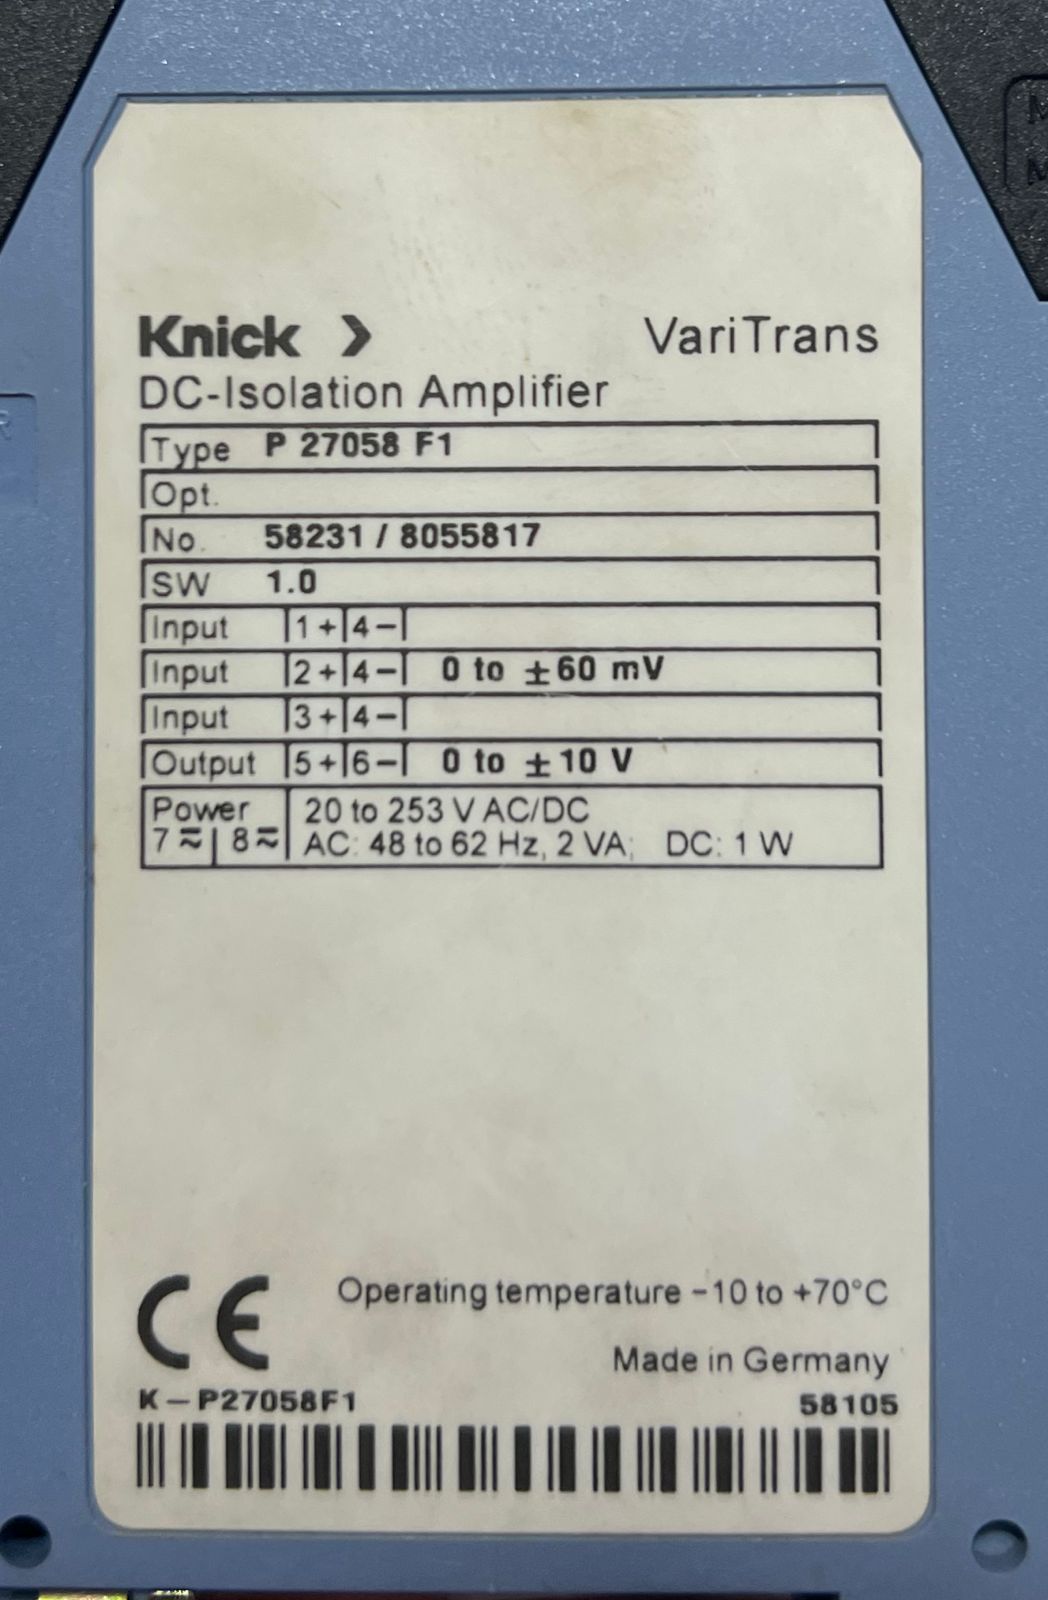 Knick > VariTrans
DC-Isolation Amplifier
Type P 27058 F1
Opt.
No. 58231 / 8055817
SW 1.0
Input 1 + 4 −
Input 2 + 4 − 0 to ±60 mV
Input 3 + 4 −
Output 5 + 6 − 0 to ±10 V
Power 20 to 253 V AC/DC
7 ≂ 8 ≂ AC: 48 to 62 Hz, 2 VA; DC: 1 W
CE Operating temperature −10 to +70°C
Made in Germany
K − P27058F1 58105